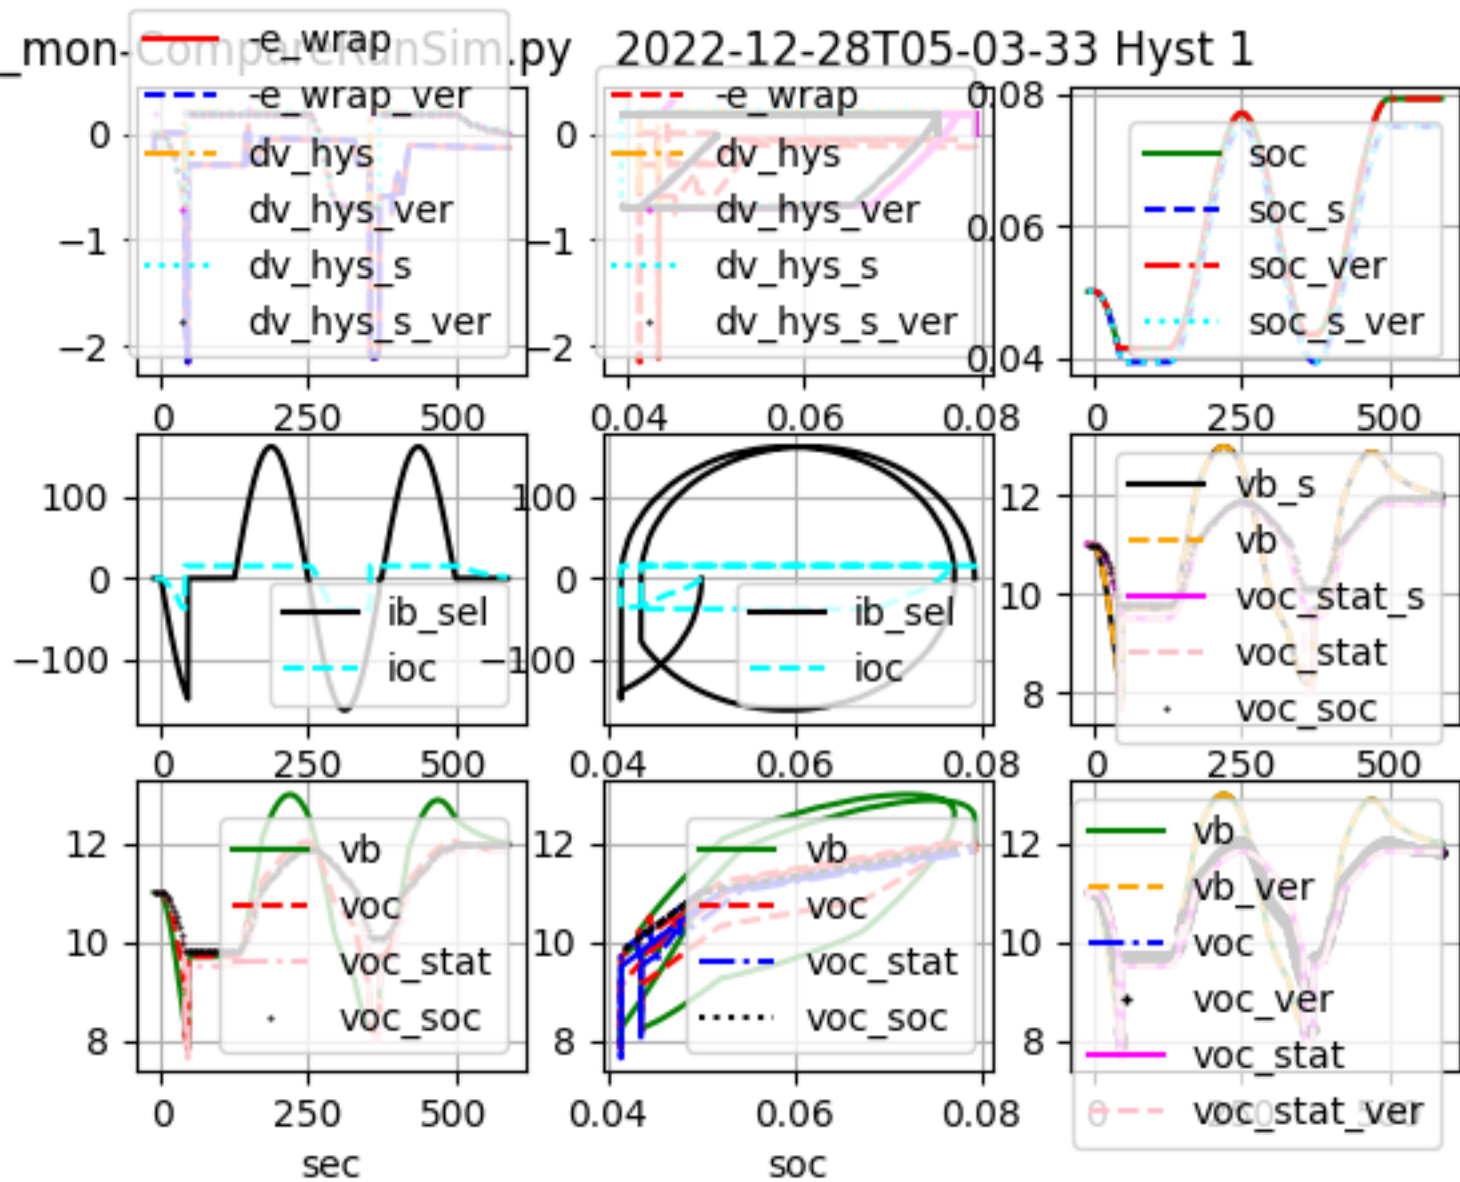 _mon-CompareRunSim.py 2022-12-28T05-03-33 Hyst 1
-e_wrap
-e_wrap_ver
dv_hys
dv_hys_ver
dv_hys_s
dv_hys_s_ver
0
−1
−2
0 250 500
-e_wrap
dv_hys
dv_hys_ver
dv_hys_s
dv_hys_s_ver
0
−1
−2
0.04 0.06 0.08
soc
soc_s
soc_ver
soc_s_ver
0.08
0.06
0.04
0 250 500
ib_sel
ioc
100
0
−100
0 250 500
ib_sel
ioc
100
0
−100
0.04 0.06 0.08
vb_s
vb
voc_stat_s
voc_stat
voc_soc
12
10
8
0 250 500
vb
voc
voc_stat
voc_soc
12
10
8
0 250 500
sec
vb
voc
voc_stat
voc_soc
12
10
8
0.04 0.06 0.08
soc
vb
vb_ver
voc
voc_ver
voc_stat
voc_stat_ver
12
10
8
0 250 500